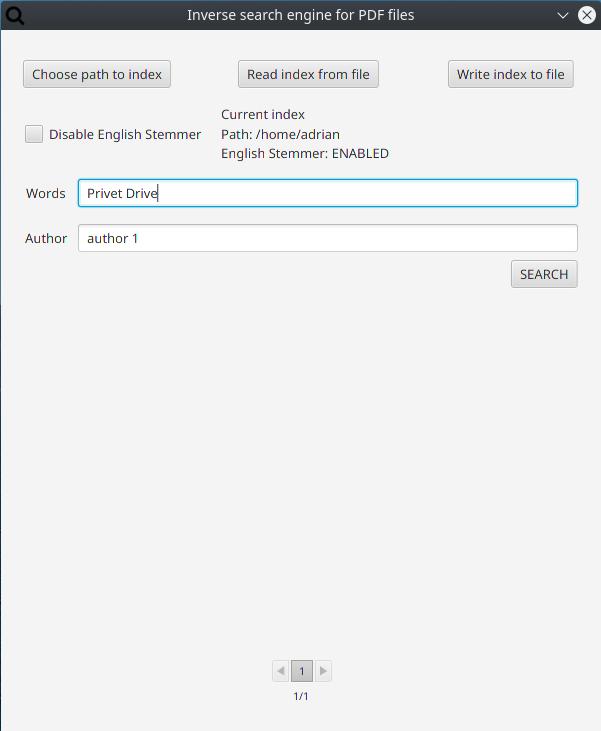 Inverse search engine for PDF files
Choose path to index
Read index from file
Write index to file
Disable English Stemmer
Current index
Path: /home/adrian
English Stemmer: ENABLED
Words
Privet Drive
Author
author 1
SEARCH
1
1/1